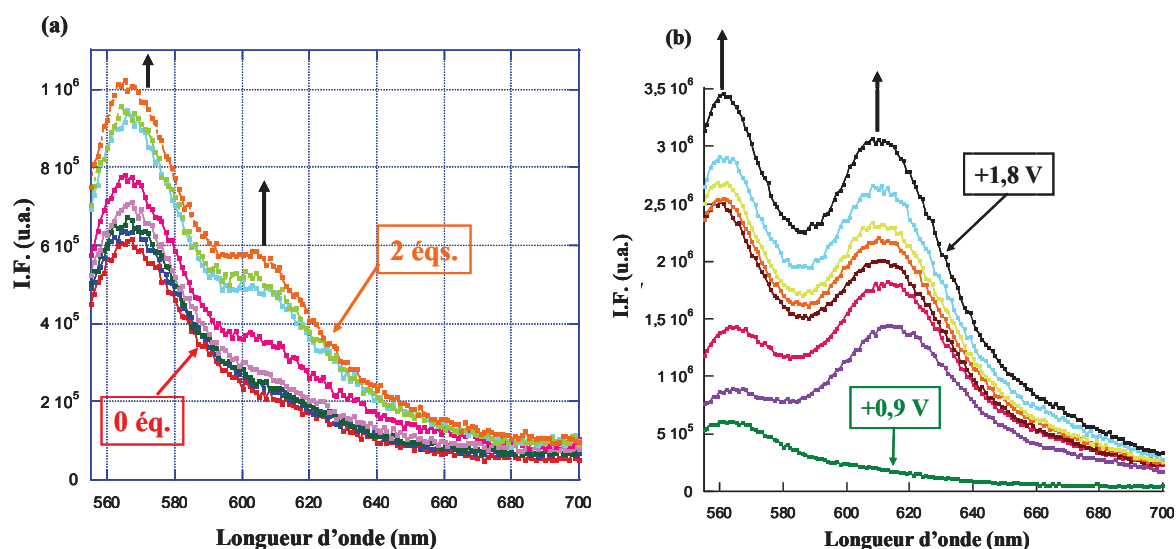 (a)
I.F. (u.a.)
1 10⁶
8 10⁵
6 10⁵
4 10⁵
2 10⁵
0
2 éqs.
0 éq.
560 580 600 620 640 660 680 700
Longueur d'onde (nm)
(b)
I.F. (u.a.)
3,5 10⁶
3 10⁶
2,5 10⁶
2 10⁶
1,5 10⁶
1 10⁶
5 10⁵
0
+1,8 V
+0,9 V
560 580 600 620 640 660 680 700
Longueur d'onde (nm)